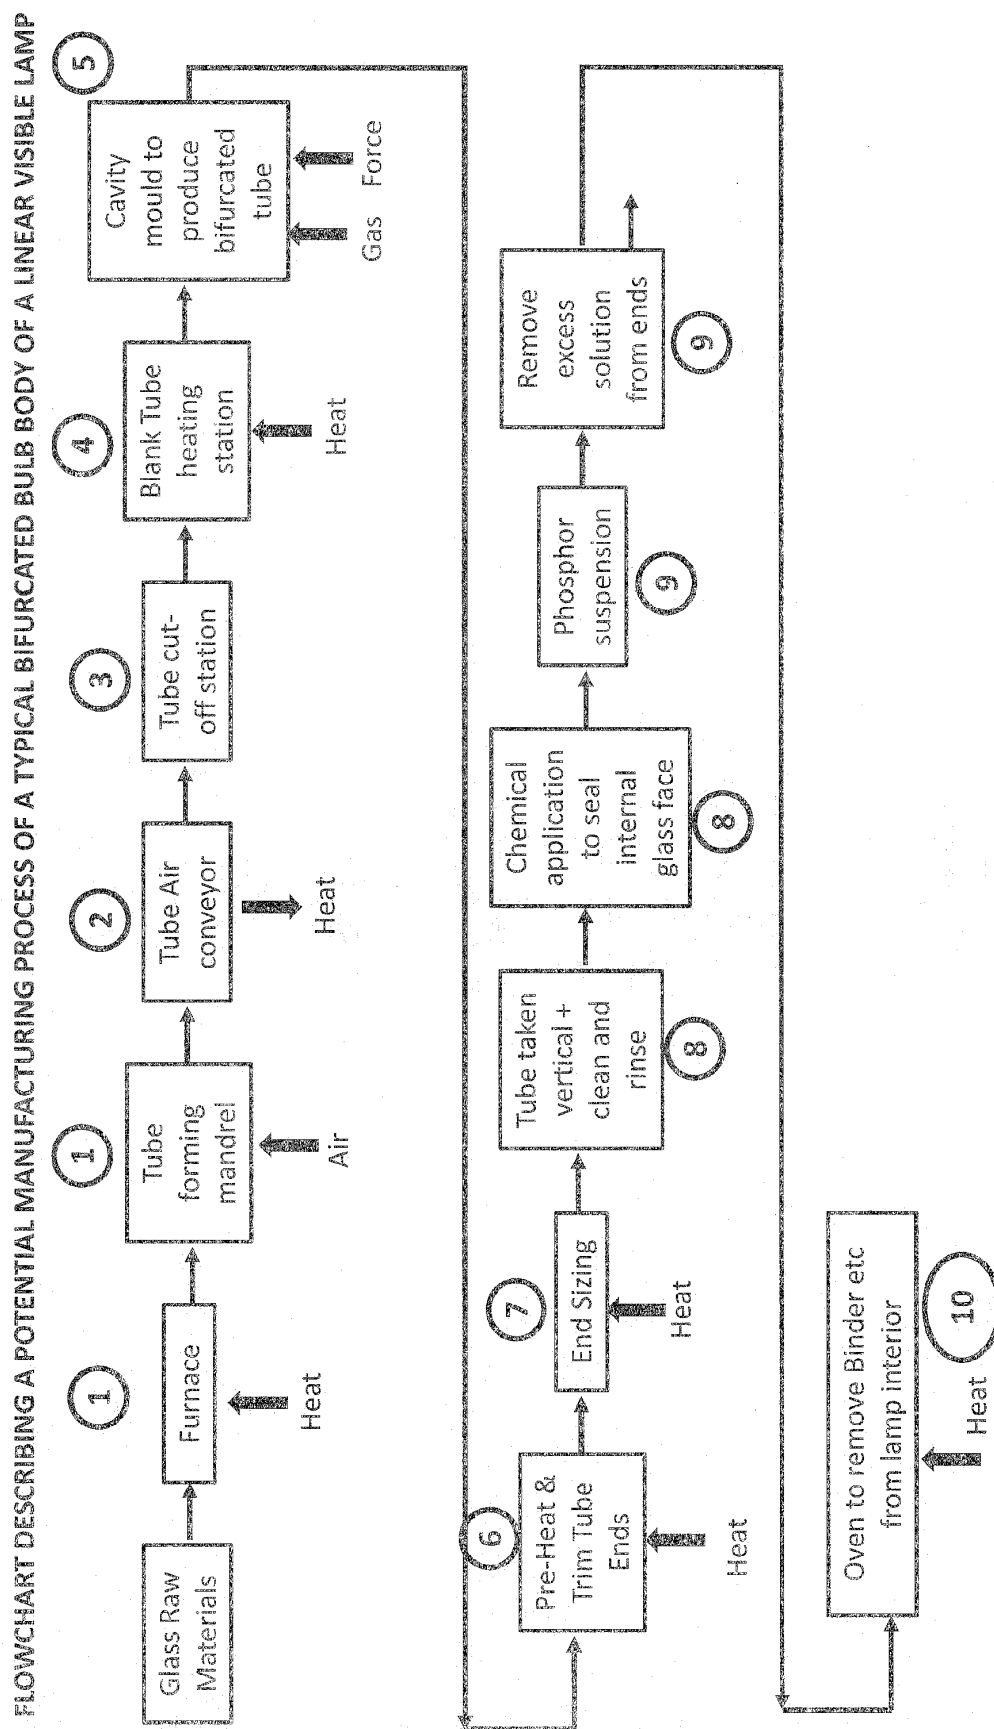 FLOWCHART DESCRIBING A POTENTIAL MANUFACTURING PROCESS OF A TYPICAL BIFURCATED BULB BODY OF A LINEAR VISIBLE LAMP
Glass Raw
Materials
1
Furnace
Heat
1
Tube
forming
mandrel
Air
2
Tube Air
conveyor
Heat
3
Tube cut-
off station
4
Blank Tube
heating
station
Heat
5
Cavity
mould to
produce
bifurcated
tube
Gas
Force
6
Pre-Heat &
Trim Tube
Ends
Heat
7
End Sizing
Heat
Tube taken
vertical +
clean and
rinse
8
Chemical
application
to seal
internal
glass face
8
Phosphor
suspension
9
Remove
excess
solution
from ends
9
Oven to remove Binder etc
from lamp interior
Heat
10